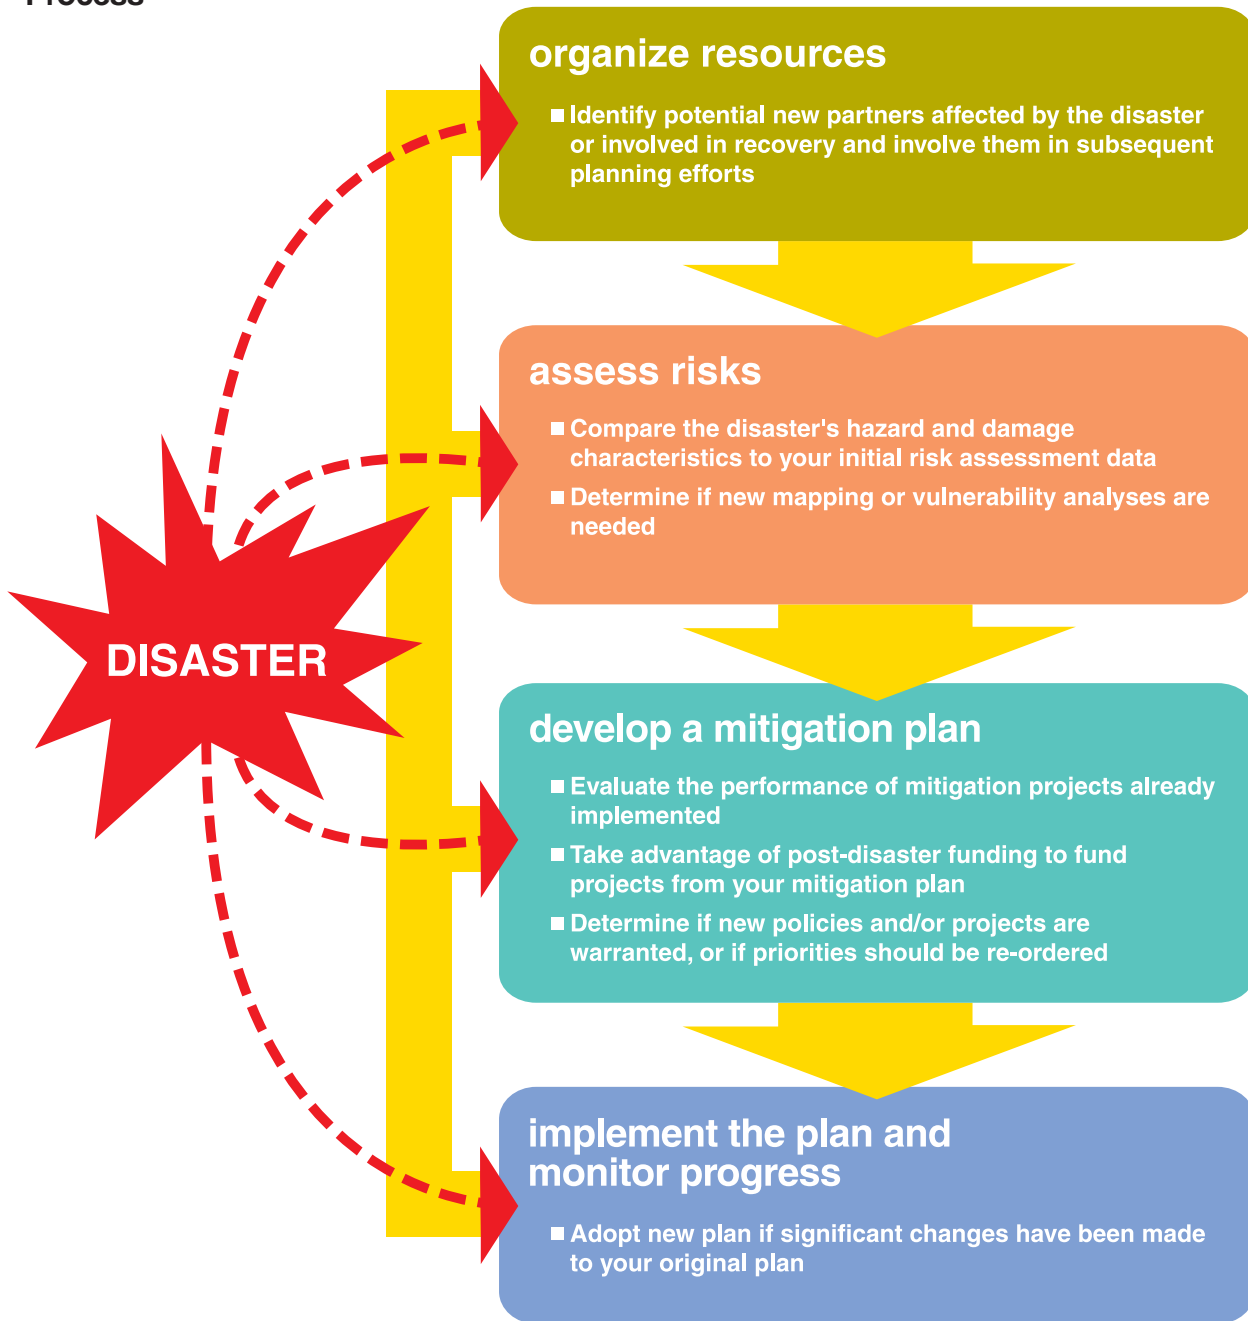 Process
organize resources
Identify potential new partners affected by the disaster
or involved in recovery and involve them in subsequent
planning efforts
assess risks
Compare the disaster's hazard and damage
characteristics to your initial risk assessment data
Determine if new mapping or vulnerability analyses are
needed
DISASTER
develop a mitigation plan
Evaluate the performance of mitigation projects already
implemented
Take advantage of post-disaster funding to fund
projects from your mitigation plan
Determine if new policies and/or projects are
warranted, or if priorities should be re-ordered
implement the plan and
monitor progress
Adopt new plan if significant changes have been made
to your original plan